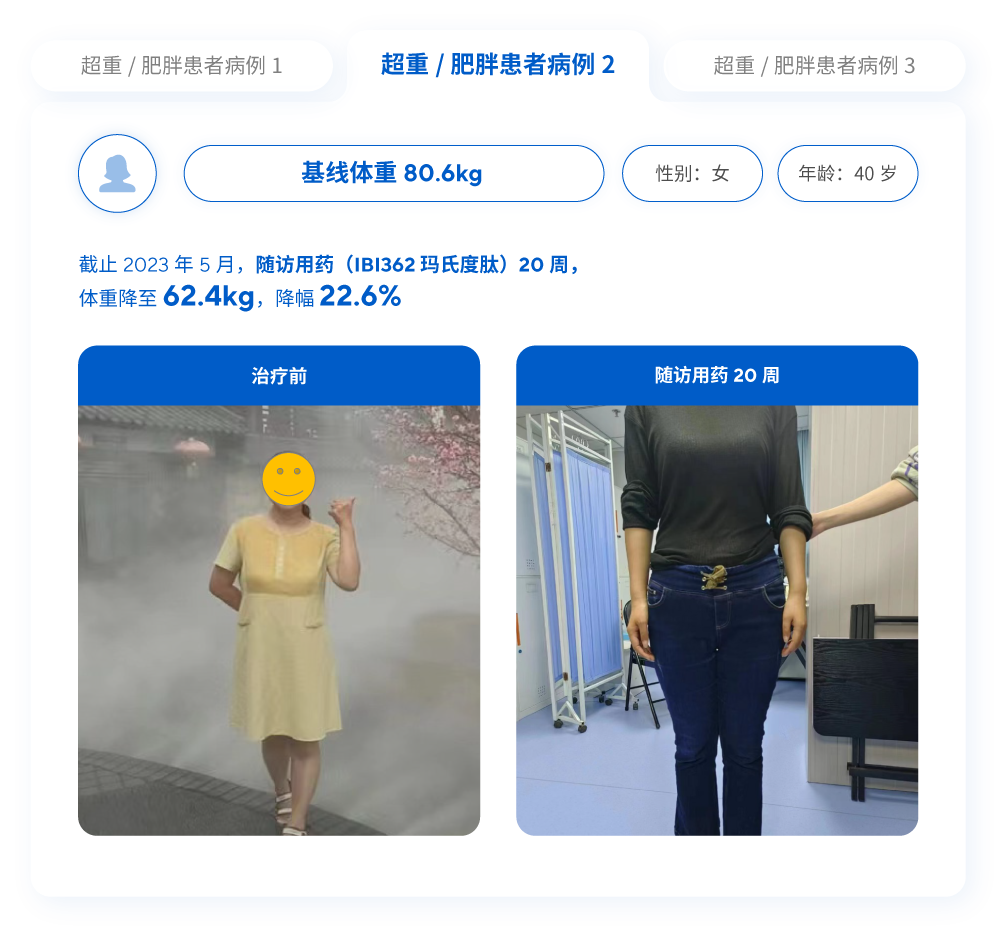 超重 / 肥胖患者病例 1
超重 / 肥胖患者病例 2
超重 / 肥胖患者病例 3
基线体重 80.6kg
性别：女
年龄：40 岁
截止 2023 年 5 月，随访用药（IBI362 玛氏度肽）20 周，
体重降至 62.4kg，降幅 22.6%
治疗前
随访用药 20 周